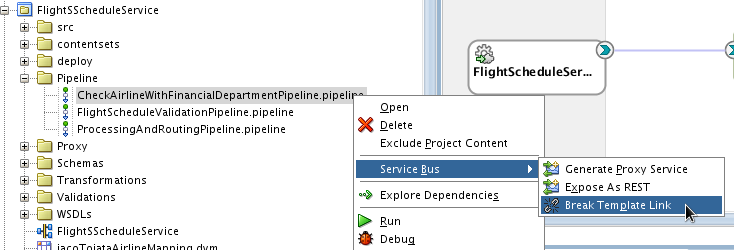 FlightSScheduleService
src
contentsets
deploy
Pipeline
CheckAirlineWithFinancialDepartmentPipeline.pipeline
FlightScheduleValidationPipeline.pipeline
ProcessingAndRoutingPipeline.pipeline
Proxy
Schemas
Transformations
Validations
WSDLs
FlightSScheduleService
iacoToiataAirlineMapping.dvm
Open
Delete
Exclude Project Content
Service Bus
Explore Dependencies
Run
Debug
Generate Proxy Service
Expose As REST
Break Template Link
FlightScheduleSer...